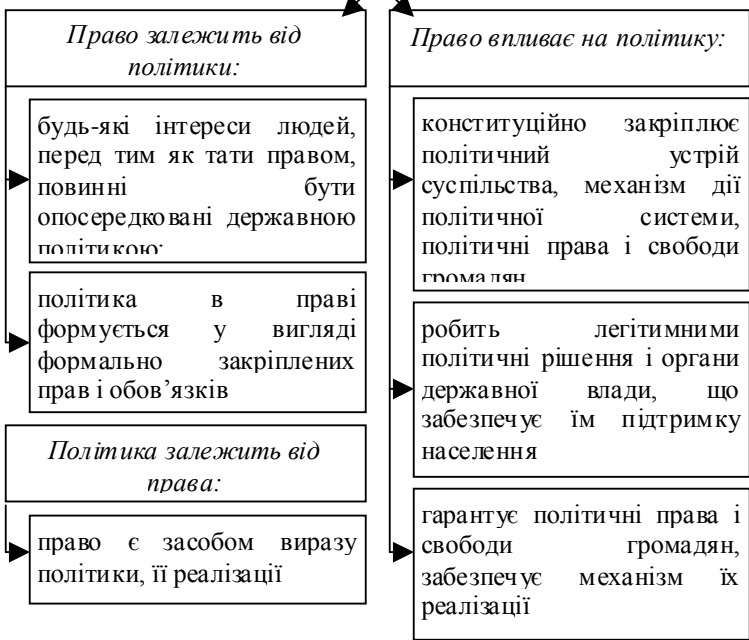 Право залежить від
політики:
будь-які інтереси людей,
перед тим як тати правом,
повинні бути
опосередковані державною
політикою:
політика в праві
формується у вигляді
формально закріплених
прав і обов’язків
Політика залежить від
права:
право є засобом виразу
політики, її реалізації
Право впливає на політику:
конституційно закріплює
політичний устрій
суспільства, механізм дії
політичної системи,
політичні права і свободи
громадян
робить легітимними
політичні рішення і органи
державної влади, що
забезпечує їм підтримку
населення
гарантує політичні права і
свободи громадян,
забезпечує механізм їх
реалізації